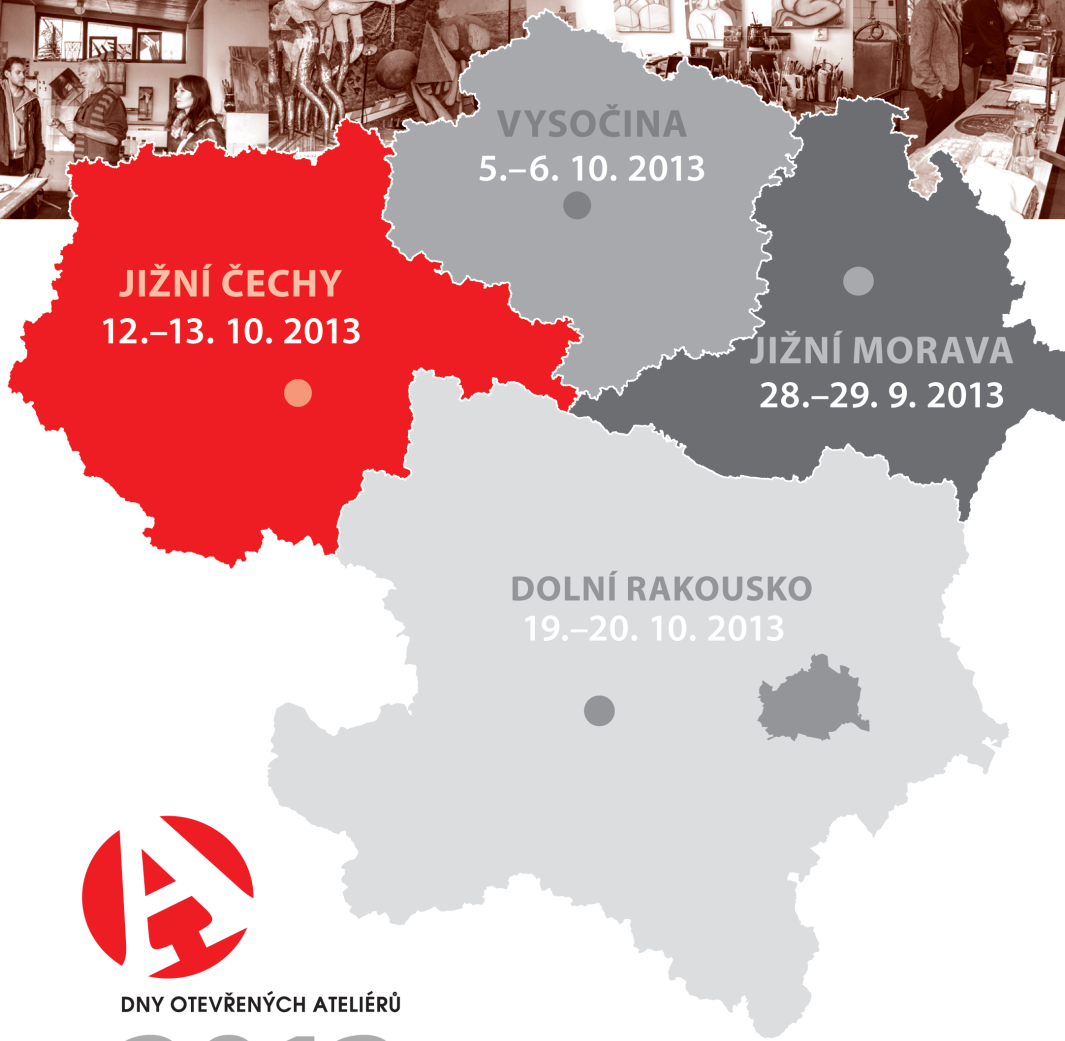 VYSOČINA
5.–6. 10. 2013
JIŽNÍ ČECHY
12.–13. 10. 2013
JIŽNÍ MORAVA
28.–29. 9. 2013
DOLNÍ RAKOUSKO
19.–20. 10. 2013
DNY OTEVŘENÝCH ATELIÉRŮ
2013